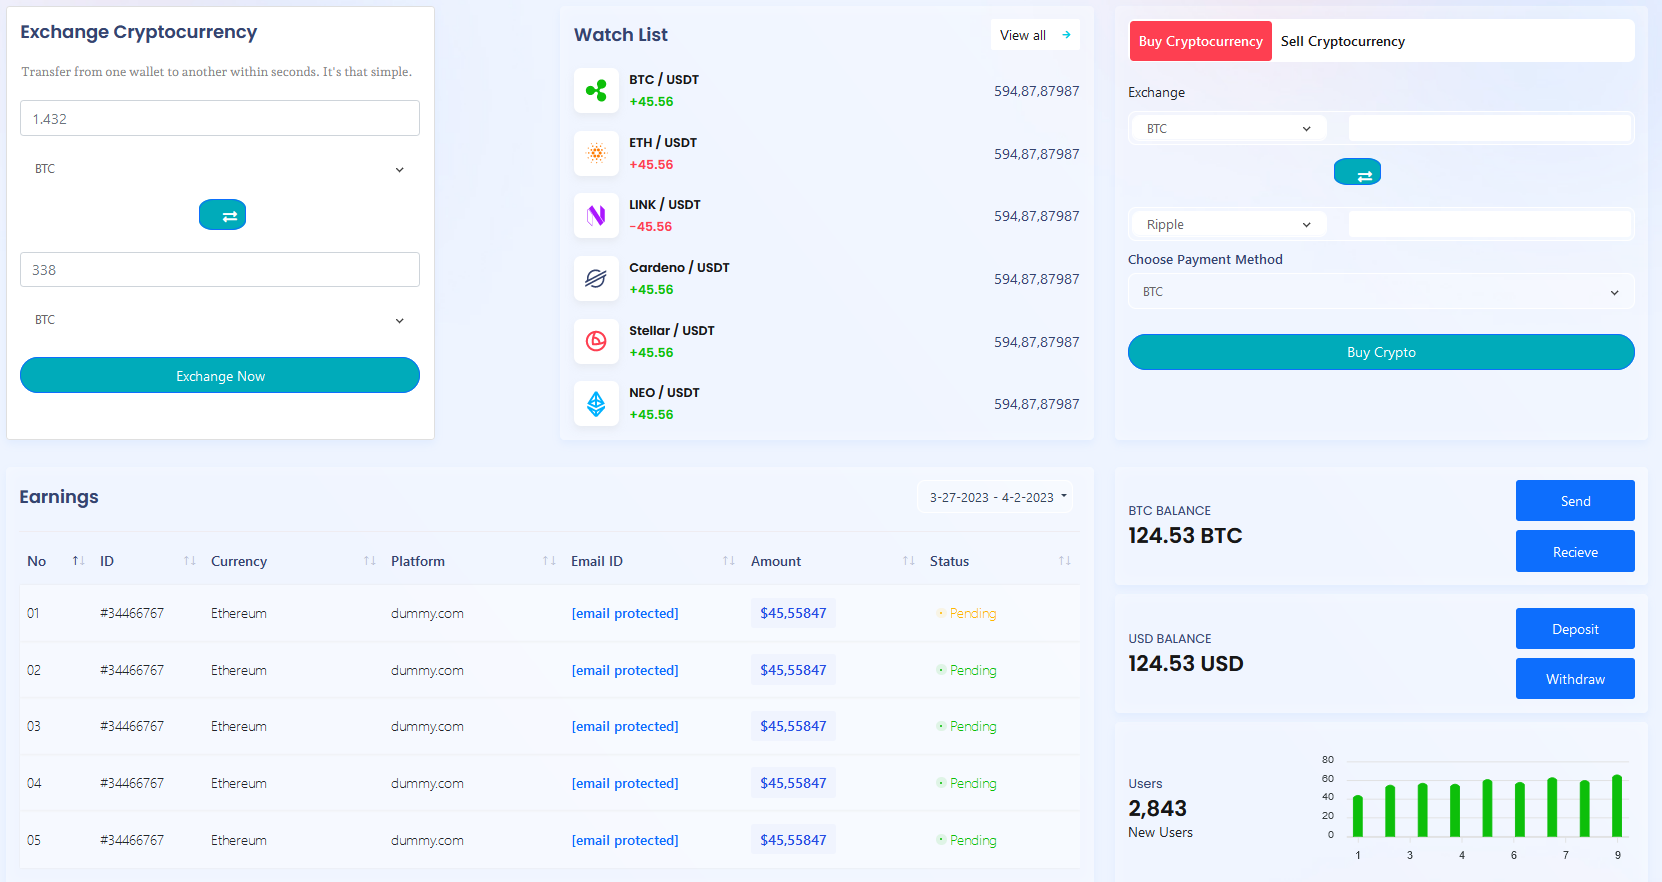 Exchange Cryptocurrency
Transfer from one wallet to another within seconds. It's that simple.
1.432
BTC
338
BTC
Exchange Now
Watch List
View all
BTC / USDT
+45.56
594,87,87987
ETH / USDT
+45.56
594,87,87987
LINK / USDT
-45.56
594,87,87987
Cardeno / USDT
+45.56
594,87,87987
Stellar / USDT
+45.56
594,87,87987
NEO / USDT
+45.56
594,87,87987
Buy Cryptocurrency Sell Cryptocurrency
Exchange
BTC
Ripple
Choose Payment Method
BTC
Buy Crypto
Earnings
3-27-2023 - 4-2-2023
No ID Currency Platform Email ID Amount Status
01 #34466767 Ethereum dummy.com [email protected] $45,55847 Pending
02 #34466767 Ethereum dummy.com [email protected] $45,55847 Pending
03 #34466767 Ethereum dummy.com [email protected] $45,55847 Pending
04 #34466767 Ethereum dummy.com [email protected] $45,55847 Pending
05 #34466767 Ethereum dummy.com [email protected] $45,55847 Pending
BTC BALANCE
124.53 BTC
Send
Recieve
USD BALANCE
124.53 USD
Deposit
Withdraw
Users
2,843
New Users
80
60
40
20
0
1 3 4 6 7 9